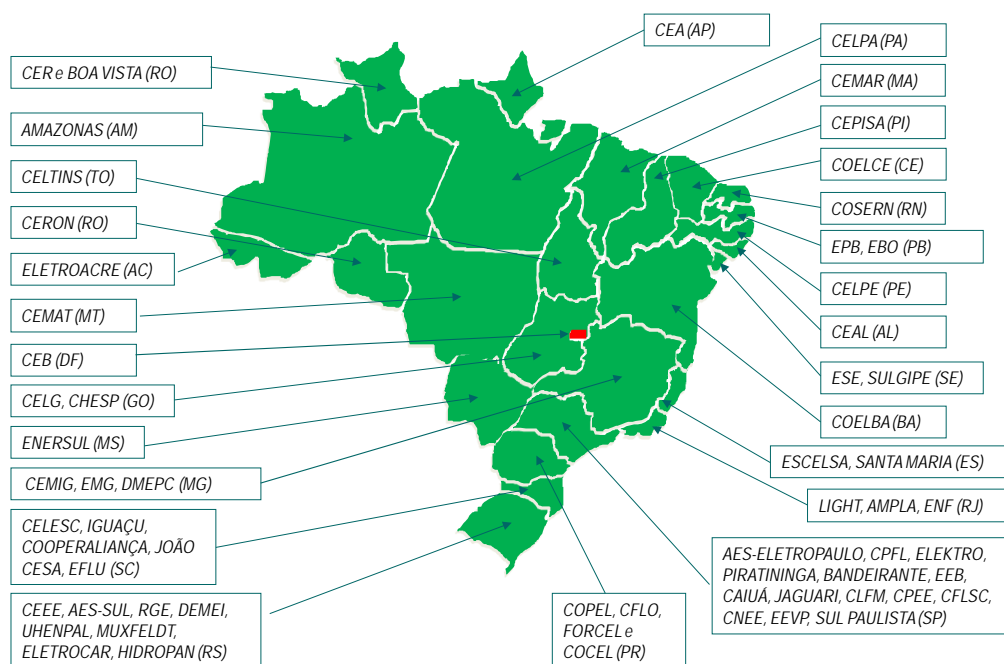 CER e BOA VISTA (RO)
AMAZONAS (AM)
CELTINS (TO)
CERON (RO)
ELETROACRE (AC)
CEMAT (MT)
CEB (DF)
CELG, CHESP (GO)
ENERSUL (MS)
CEMIG, EMG, DMEPC (MG)
CELESC, IGUAÇU,
COOPERALIANÇA, JOÃO
CESA, EFLU (SC)
CEEE, AES-SUL, RGE, DEMEI,
UHENPAL, MUXFELDT,
ELETROCAR, HIDROPAN (RS)
CEA (AP)
CELPA (PA)
CEMAR (MA)
CEPISA (PI)
COELCE (CE)
COSERN (RN)
EPB, EBO (PB)
CELPE (PE)
CEAL (AL)
ESE, SULGIPE (SE)
COELBA (BA)
ESCELSA, SANTA MARIA (ES)
LIGHT, AMPLA, ENF (RJ)
AES-ELETROPAULO, CPFL, ELEKTRO,
PIRATININGA, BANDEIRANTE, EEB,
CAIUÁ, JAGUARI, CLFM, CPEE, CFLSC,
CNEE, EEVP, SUL PAULISTA (SP)
COPEL, CFLO,
FORCEL e
COCEL (PR)